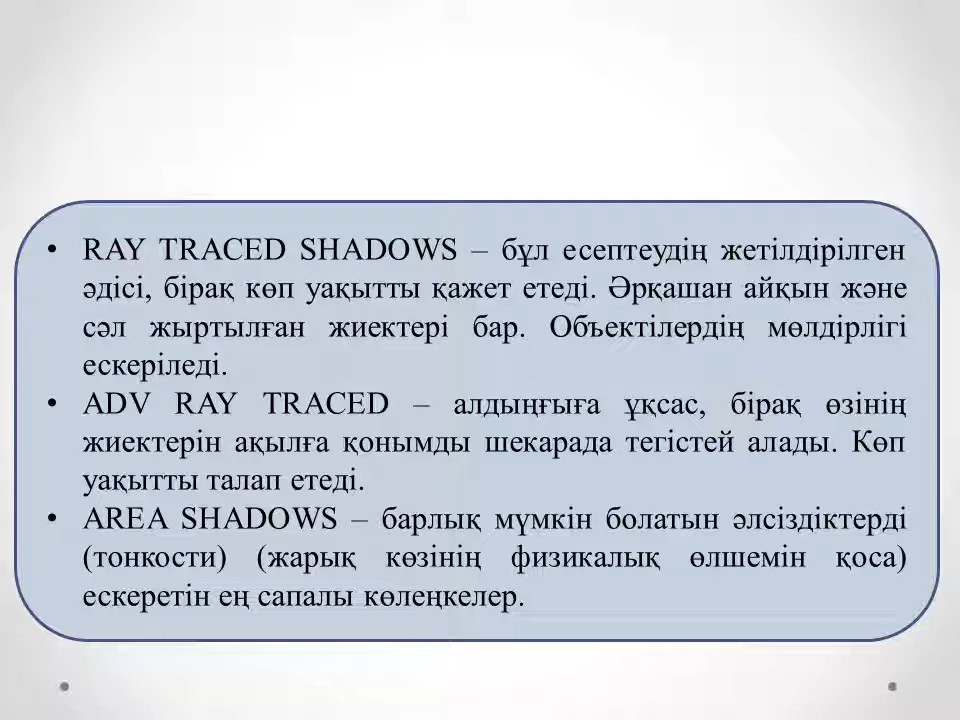 • RAY TRACED SHADOWS – бұл есептеудің жетілдірілген
әдісі, бірақ көп уақытты қажет етеді. Әрқашан айқын және
сәл жыртылған жиектері бар. Объектілердің мөлдірлігі
ескеріледі.
• ADV RAY TRACED – алдыңғыға ұқсас, бірақ өзінің
жиектерін ақылға қонымды шекарада тегістей алады. Көп
уақытты талап етеді.
• AREA SHADOWS – барлық мүмкін болатын әлсіздіктерді
(тонкости) (жарық көзінің физикалық өлшемін қоса)
ескеретін ең сапалы көлеңкелер.